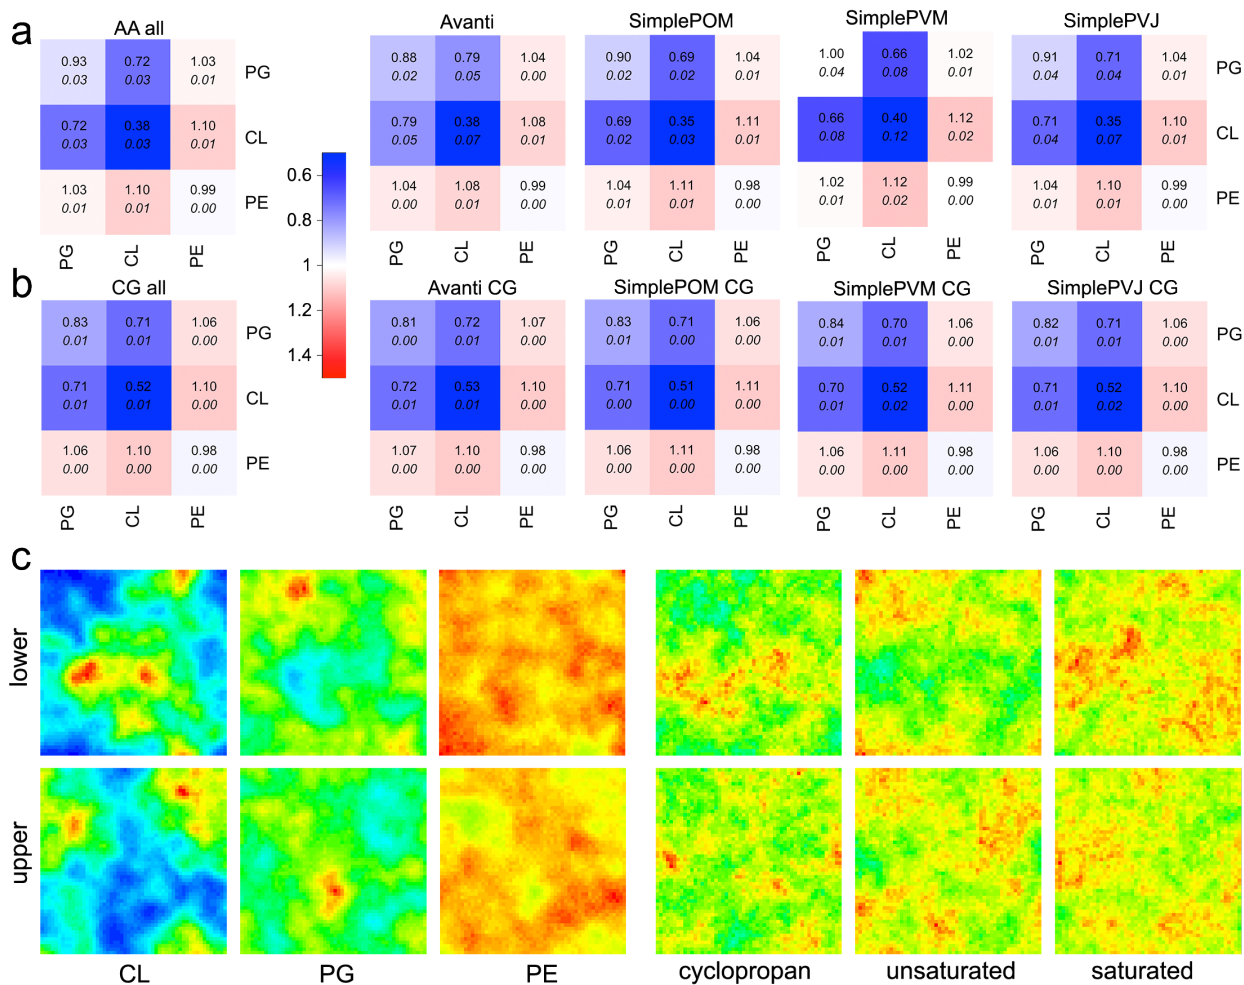 a
AA all
Avanti
SimplePOM
SimplePVM
SimplePVJ
0.93 0.72 1.03 PG 0.88 0.79 1.04 0.90 0.69 1.04 1.00 0.66 1.02 0.91 0.71 1.04 PG
0.03 0.03 0.01 0.02 0.05 0.00 0.02 0.02 0.01 0.04 0.08 0.01 0.04 0.04 0.01
0.72 0.38 1.10 CL 0.79 0.38 1.08 0.69 0.35 1.11 0.66 0.40 1.12 0.71 0.35 1.10 CL
0.03 0.03 0.01 0.05 0.07 0.01 0.02 0.03 0.01 0.08 0.12 0.02 0.04 0.07 0.01
1.03 1.10 0.99 PE 1.04 1.08 0.99 1.04 1.11 0.98 1.02 1.12 0.99 1.04 1.10 0.99 PE
0.01 0.01 0.00 0.00 0.01 0.00 0.01 0.01 0.00 0.01 0.02 0.00 0.01 0.01 0.00
PG CL PE PG CL PE PG CL PE PG CL PE PG CL PE
0.6
0.8
1
1.2
1.4
b
CG all
Avanti CG
SimplePOM CG
SimplePVM CG
SimplePVJ CG
0.83 0.71 1.06 PG 0.81 0.72 1.07 0.83 0.71 1.06 0.84 0.70 1.06 0.82 0.71 1.06 PG
0.01 0.01 0.00 0.01 0.01 0.00 0.01 0.00 0.00 0.01 0.01 0.00 0.01 0.01 0.00
0.71 0.52 1.10 CL 0.72 0.53 1.10 0.71 0.51 1.11 0.70 0.52 1.11 0.71 0.52 1.10 CL
0.01 0.01 0.00 0.01 0.01 0.00 0.00 0.00 0.00 0.01 0.02 0.00 0.01 0.02 0.00
1.06 1.10 0.98 PE 1.07 1.10 0.98 1.06 1.11 0.98 1.06 1.11 0.98 1.06 1.10 0.98 PE
0.00 0.00 0.00 0.00 0.00 0.00 0.00 0.00 0.00 0.00 0.00 0.00 0.00 0.00 0.00
PG CL PE PG CL PE PG CL PE PG CL PE PG CL PE
c
lower
upper
CL PG PE cyclopropan unsaturated saturated